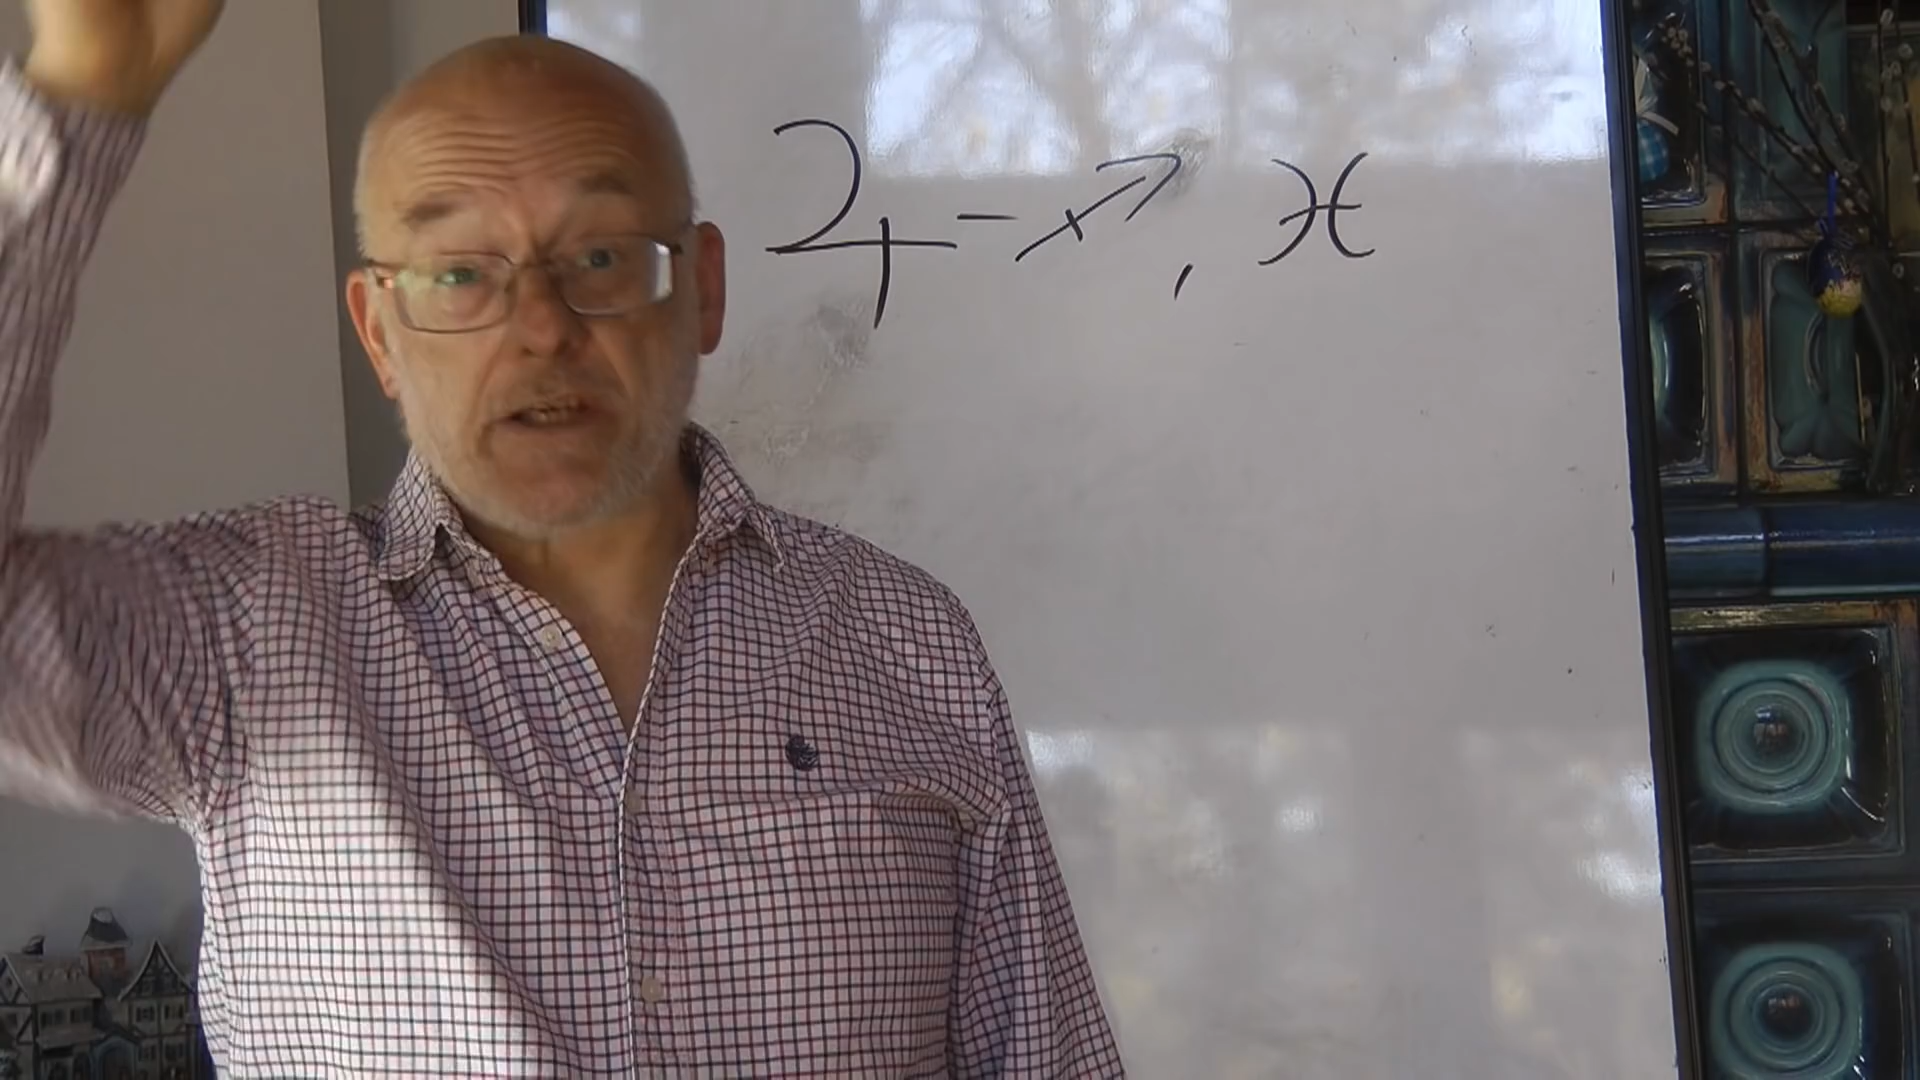 ♃ – ♐, ♓